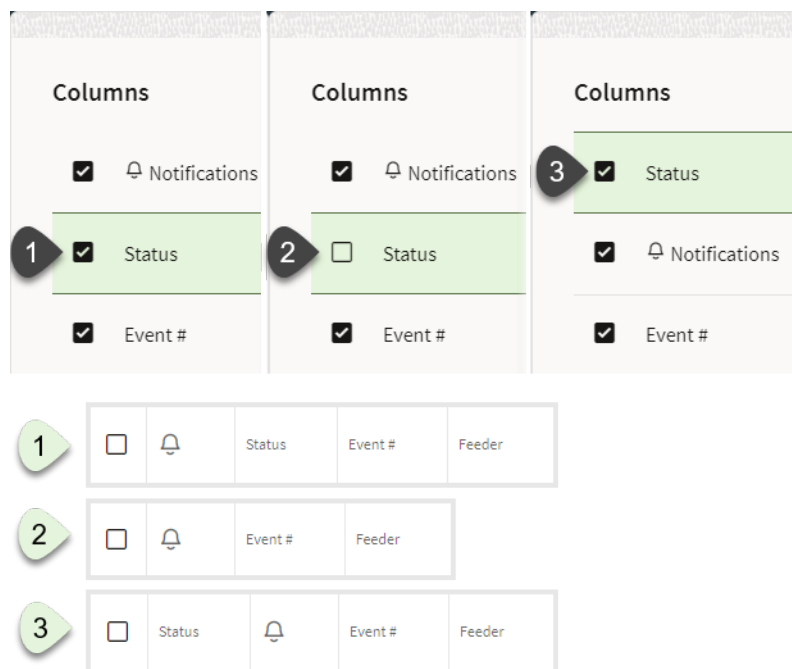 Columns
Notifications
1 Status
Event #
Columns
Notifications
2 Status
Event #
Columns
3 Status
Notifications
Event #
1 Status Event # Feeder
2 Event # Feeder
3 Status Event # Feeder